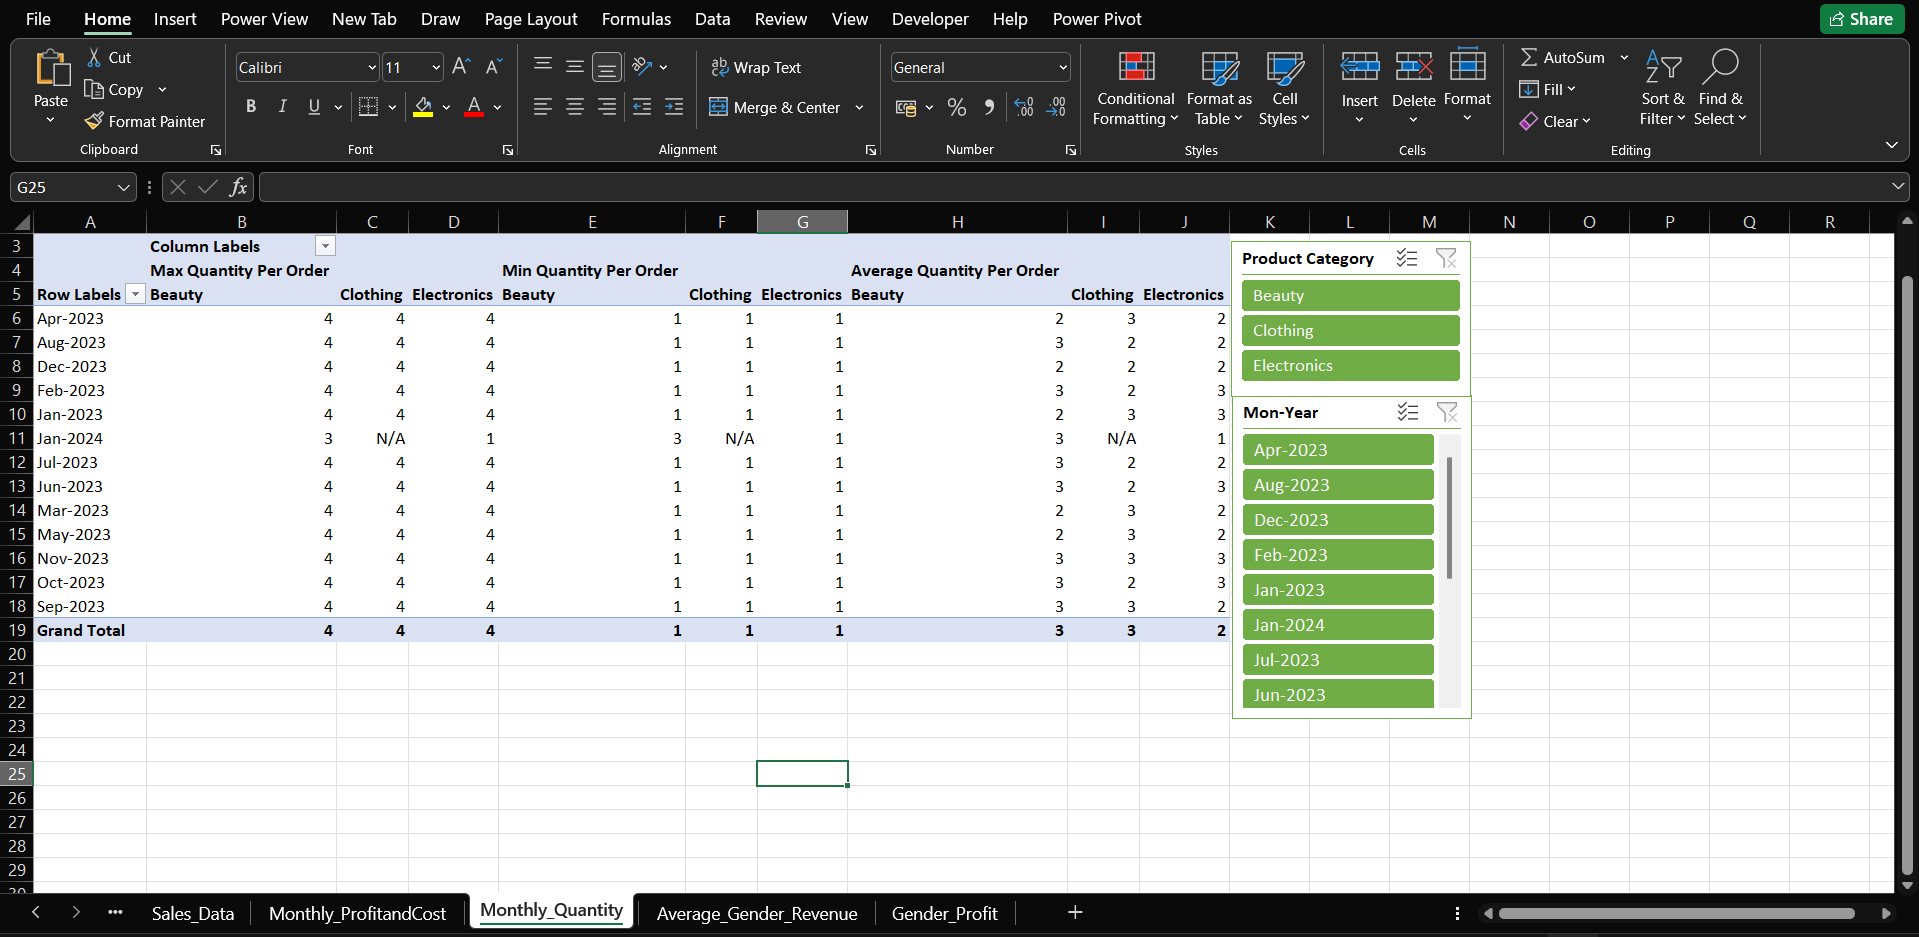 File Home Insert Power View New Tab Draw Page Layout Formulas Data Review View Developer Help Power Pivot Share
Paste Cut Copy Format Painter Clipboard
Calibri 11 B I U A Font
Wrap Text Merge & Center Alignment
General % Number
Conditional Formatting Format as Table Cell Styles Styles
Insert Delete Format Cells
AutoSum Fill Clear Sort & Filter Find & Select Editing
G25 fx
A B C D E F G H I J K L M N O P Q R
3 Column Labels
4 Max Quantity Per Order Min Quantity Per Order Average Quantity Per Order
5 Row Labels Beauty Clothing Electronics Beauty Clothing Electronics Beauty Clothing Electronics
6 Apr-2023 4 4 4 1 1 1 2 3 2
7 Aug-2023 4 4 4 1 1 1 3 2 2
8 Dec-2023 4 4 4 1 1 1 2 2 2
9 Feb-2023 4 4 4 1 1 1 3 2 3
10 Jan-2023 4 4 4 1 1 1 2 3 3
11 Jan-2024 3 N/A 1 3 N/A 1 3 N/A 1
12 Jul-2023 4 4 4 1 1 1 3 2 2
13 Jun-2023 4 4 4 1 1 1 3 2 3
14 Mar-2023 4 4 4 1 1 1 2 3 2
15 May-2023 4 4 4 1 1 1 2 3 2
16 Nov-2023 4 4 4 1 1 1 3 3 3
17 Oct-2023 4 4 4 1 1 1 3 2 3
18 Sep-2023 4 4 4 1 1 1 3 3 2
19 Grand Total 4 4 4 1 1 1 3 3 2
20
21
22
23
24
25
26
27
28
29
30
Product Category
Beauty
Clothing
Electronics
Mon-Year
Apr-2023
Aug-2023
Dec-2023
Feb-2023
Jan-2023
Jan-2024
Jul-2023
Jun-2023
Sales_Data Monthly_ProfitandCost Monthly_Quantity Average_Gender_Revenue Gender_Profit